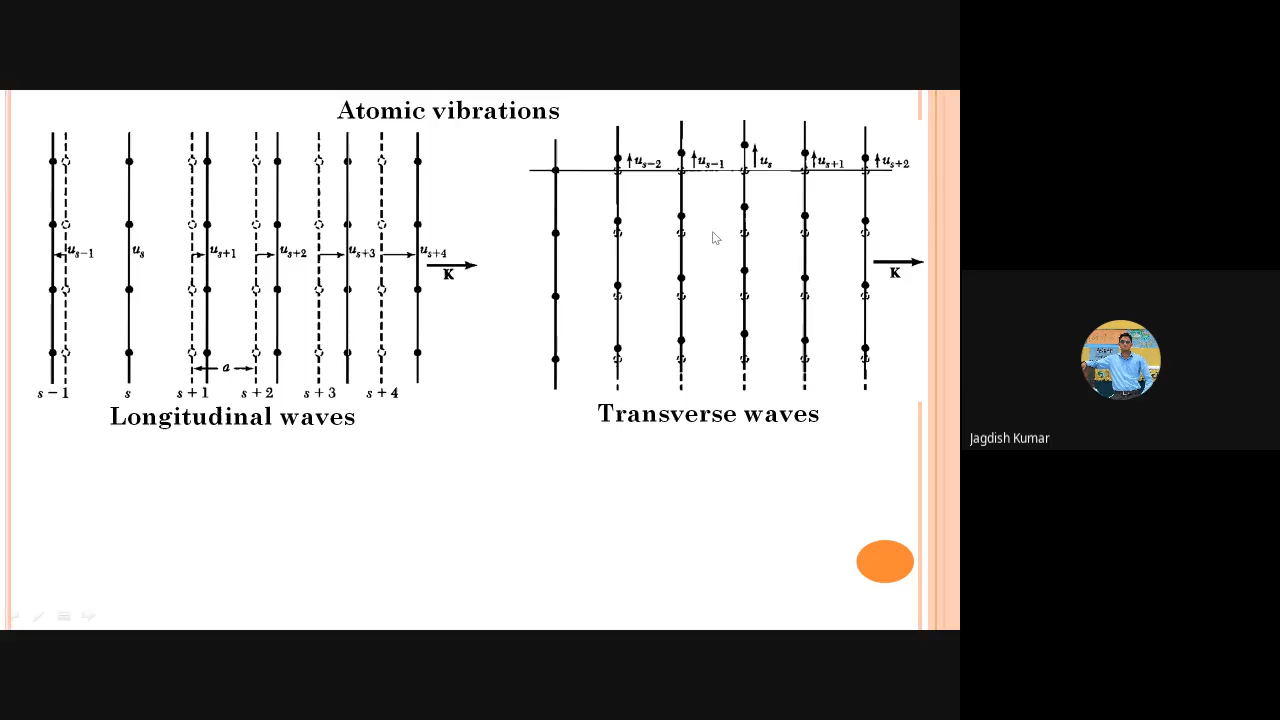 Atomic vibrations
u_{s-1} u_s u_{s+1} u_{s+2} u_{s+3} u_{s+4}
K
a
s − 1 s s + 1 s + 2 s + 3 s + 4
Longitudinal waves
u_{s-2} u_{s-1} u_s u_{s+1} u_{s+2}
K
Transverse waves
Jagdish Kumar